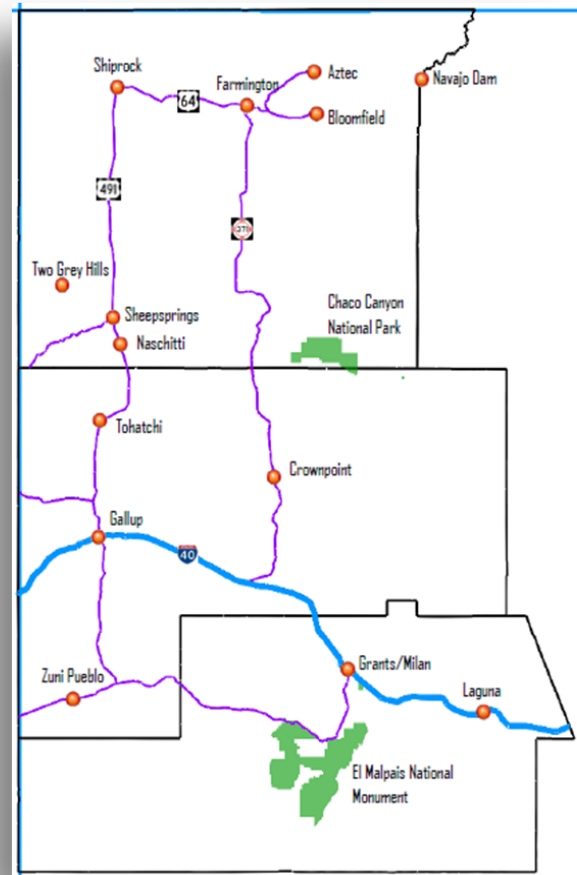 Shiprock
Farmington
Aztec
Navajo Dam
64
Bloomfield
491
371
Two Grey Hills
Sheepsprings
Chaco Canyon
National Park
Naschitti
Tohatchi
Crownpoint
Gallup
40
Grants/Milan
Zuni Pueblo
Laguna
El Malpais National
Monument